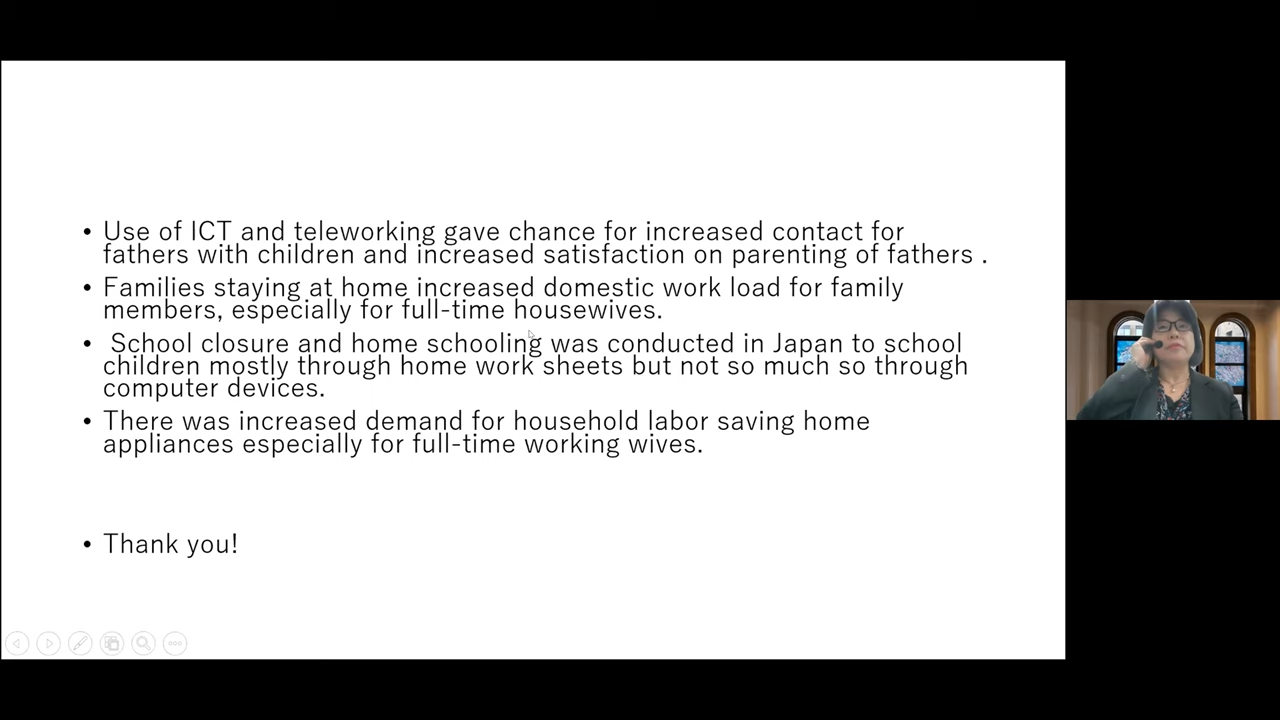 • Use of ICT and teleworking gave chance for increased contact for
fathers with children and increased satisfaction on parenting of fathers .
• Families staying at home increased domestic work load for family
members, especially for full-time housewives.
• School closure and home schooling was conducted in Japan to school
children mostly through home work sheets but not so much so through
computer devices.
• There was increased demand for household labor saving home
appliances especially for full-time working wives.
• Thank you!